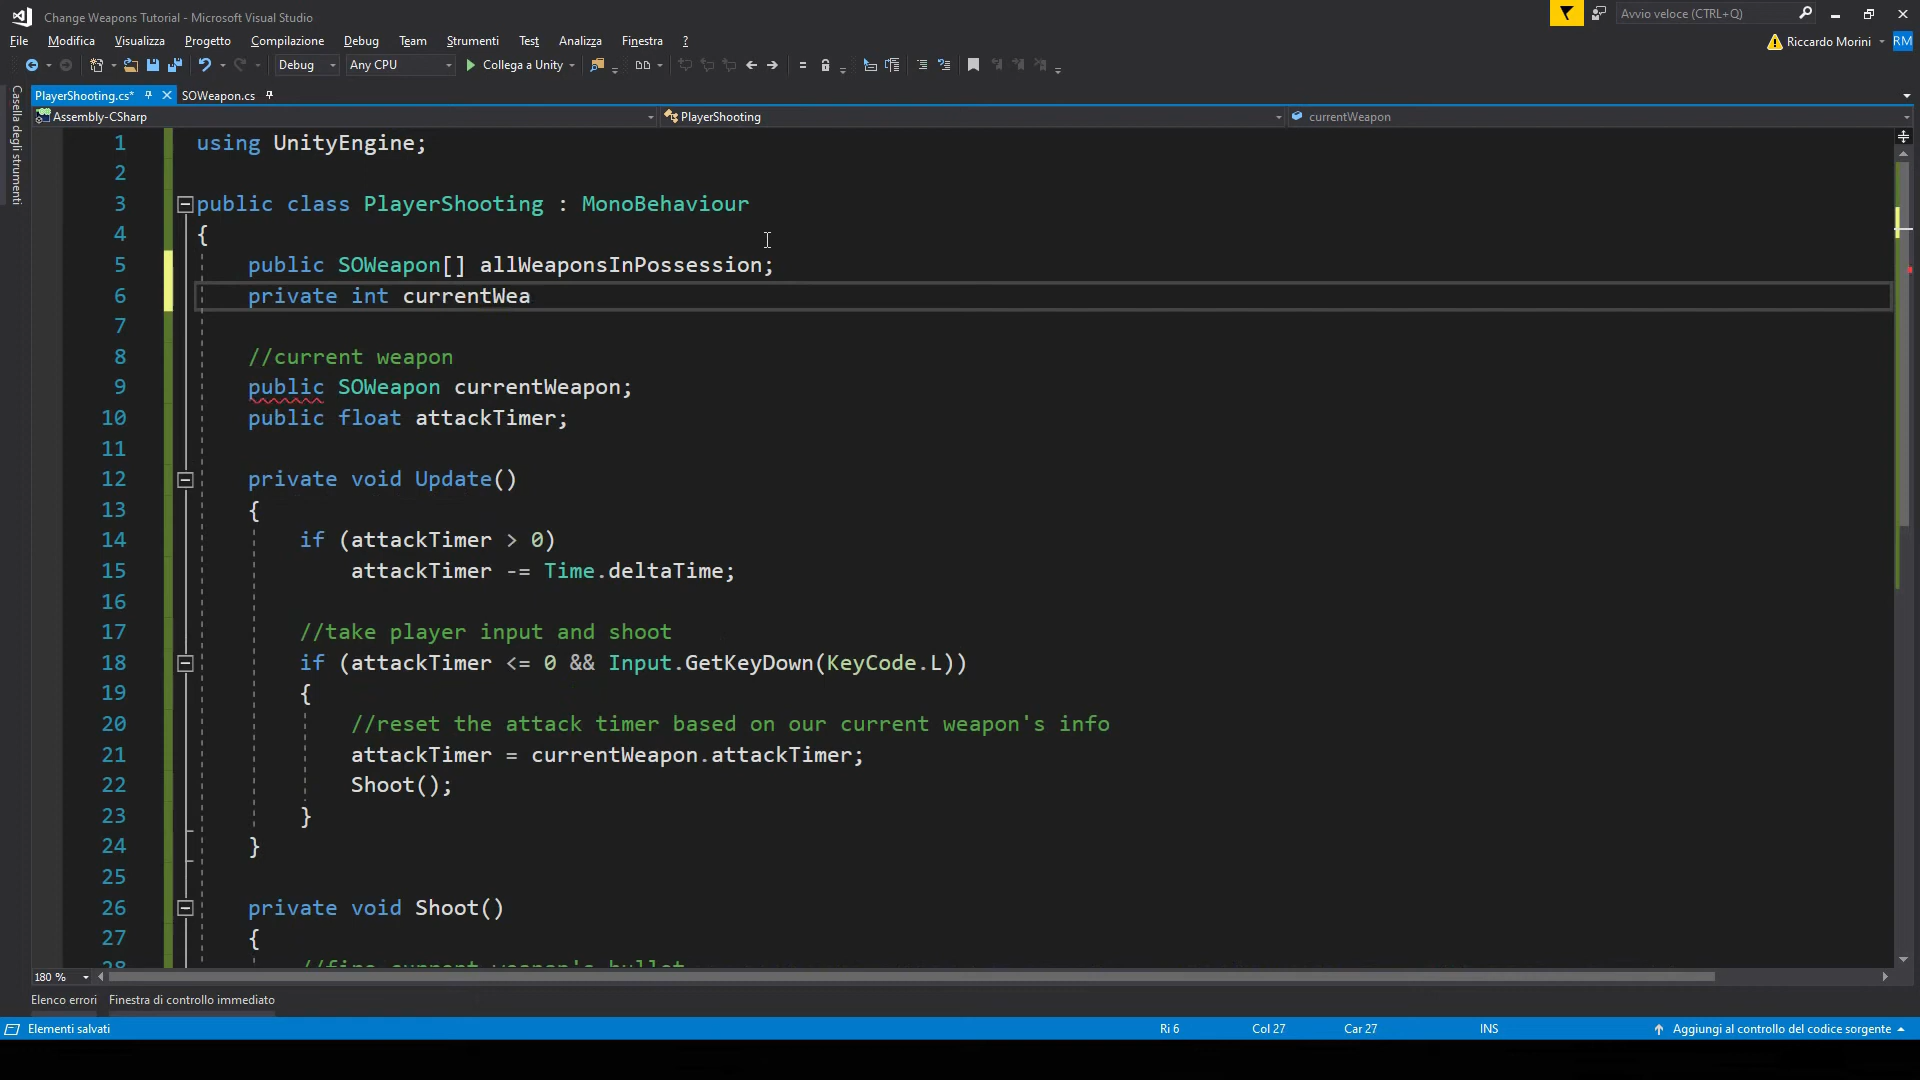 Change Weapons Tutorial - Microsoft Visual Studio
Avvio veloce (CTRL+Q)
File Modifica Visualizza Progetto Compilazione Debug Team Strumenti Test Analizza Finestra ?
Riccardo Morini RM
Debug Any CPU Collega a Unity
Casella degli strumenti
PlayerShooting.cs* SOWeapon.cs
Assembly-CSharp PlayerShooting currentWeapon
1 using UnityEngine;
2
3 public class PlayerShooting : MonoBehaviour
4 {
5 public SOWeapon[] allWeaponsInPossession;
6 private int currentWea
7
8 //current weapon
9 public SOWeapon currentWeapon;
10 public float attackTimer;
11
12 private void Update()
13 {
14 if (attackTimer > 0)
15 attackTimer -= Time.deltaTime;
16
17 //take player input and shoot
18 if (attackTimer <= 0 && Input.GetKeyDown(KeyCode.L))
19 {
20 //reset the attack timer based on our current weapon's info
21 attackTimer = currentWeapon.attackTimer;
22 Shoot();
23 }
24 }
25
26 private void Shoot()
27 {
28 //fire current weapon's bullet
180 %
Elenco errori Finestra di controllo immediato
Elementi salvati Ri 6 Col 27 Car 27 INS Aggiungi al controllo del codice sorgente